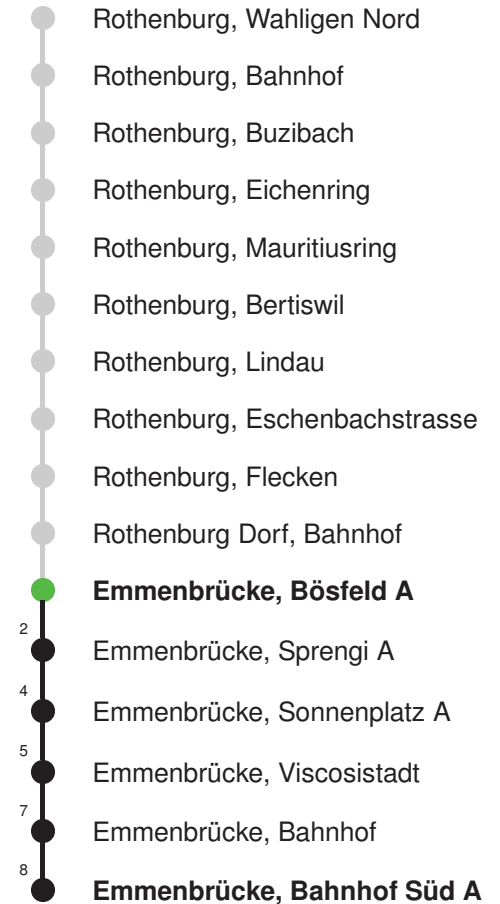 Rothenburg, Wahligen Nord
Rothenburg, Bahnhof
Rothenburg, Buzibach
Rothenburg, Eichenring
Rothenburg, Mauritiusring
Rothenburg, Bertiswil
Rothenburg, Lindau
Rothenburg, Eschenbachstrasse
Rothenburg, Flecken
Rothenburg Dorf, Bahnhof
Emmenbrücke, Bösfeld A
2 Emmenbrücke, Sprengi A
4 Emmenbrücke, Sonnenplatz A
5 Emmenbrücke, Viscosistadt
7 Emmenbrücke, Bahnhof
8 Emmenbrücke, Bahnhof Süd A